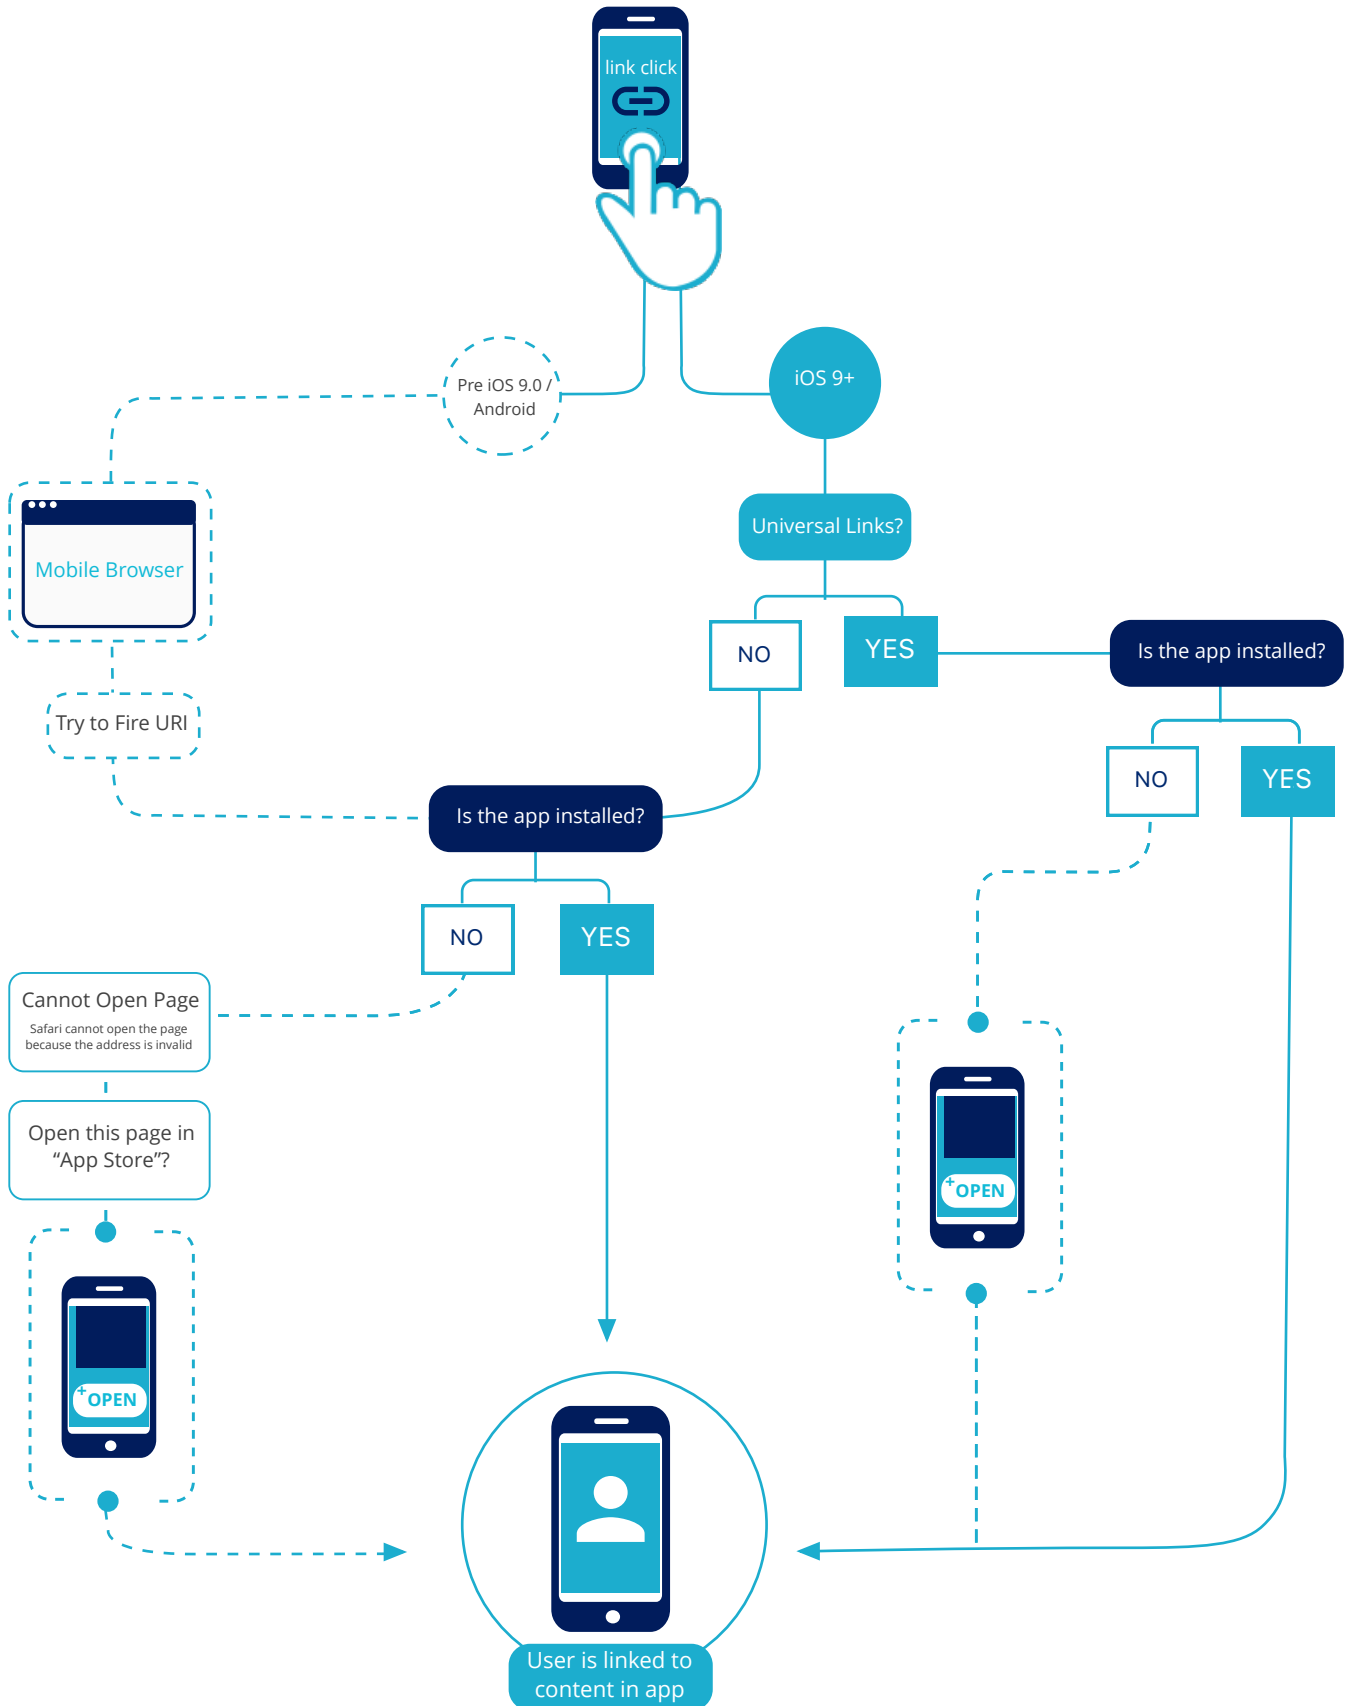 link click
Pre iOS 9.0 /
Android
iOS 9+
Universal Links?
Mobile Browser
NO
YES
Is the app installed?
Try to Fire URI
NO
YES
Is the app installed?
NO
YES
Cannot Open Page
Safari cannot open the page
because the address is invalid
Open this page in
“App Store”?
+OPEN
+OPEN
User is linked to
content in app